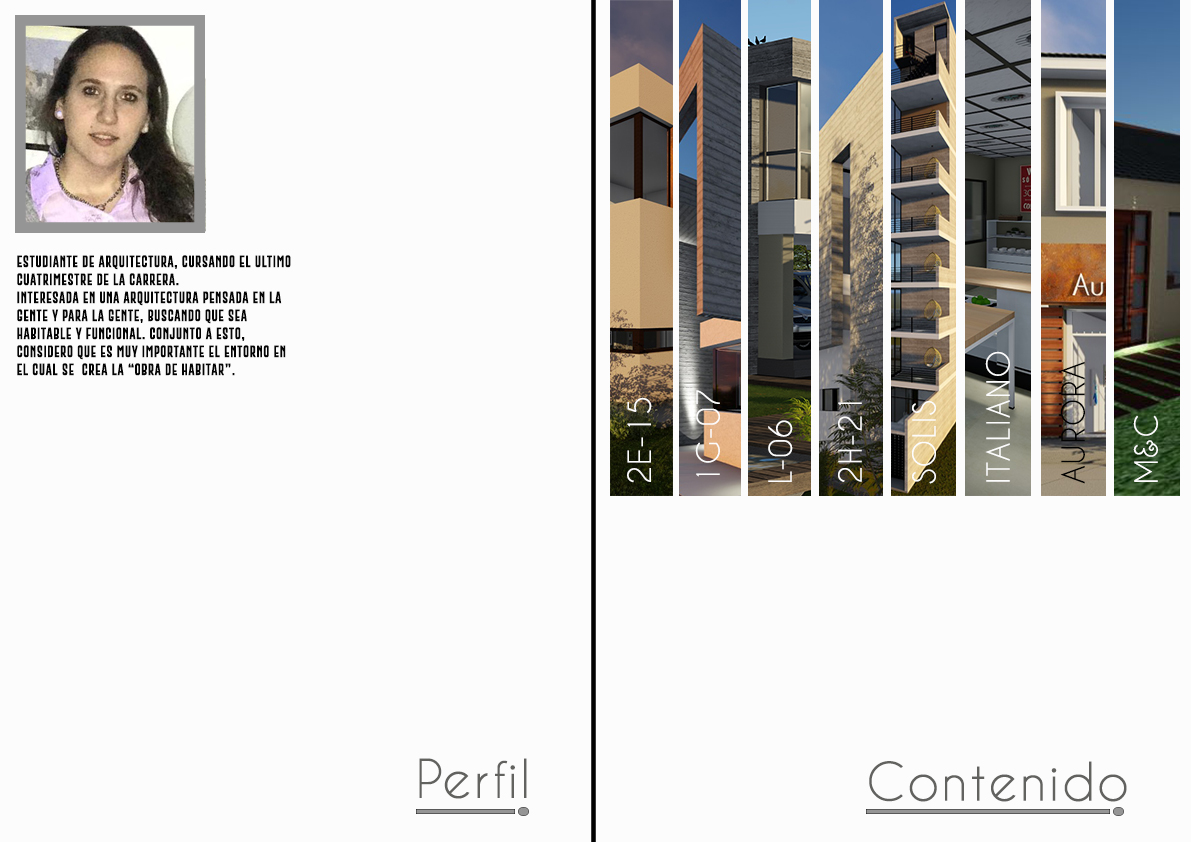 ESTUDIANTE DE ARQUITECTURA, CURSANDO EL ULTIMO
CUATRIMESTRE DE LA CARRERA.
INTERESADA EN UNA ARQUITECTURA PENSADA EN LA
GENTE Y PARA LA GENTE, BUSCANDO QUE SEA
HABITABLE Y FUNCIONAL. CONJUNTO A ESTO,
CONSIDERO QUE ES MUY IMPORTANTE EL ENTORNO EN
EL CUAL SE CREA LA “OBRA DE HABITAR”.
Perfil
2E-15
1G-07
L-06
2H-21
SOLIS
ITALIANO
Au
AURORA
M&C
Contenido